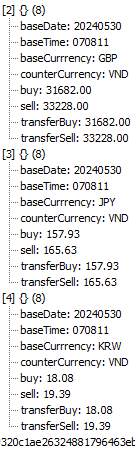 [2] {} (8)
baseDate: 20240530
baseTime: 070811
baseCurrrency: GBP
counterCurrency: VND
buy: 31682.00
sell: 33228.00
transferBuy: 31682.00
transferSell: 33228.00
[3] {} (8)
baseDate: 20240530
baseTime: 070811
baseCurrrency: JPY
counterCurrency: VND
buy: 157.93
sell: 165.63
transferBuy: 157.93
transferSell: 165.63
[4] {} (8)
baseDate: 20240530
baseTime: 070811
baseCurrrency: KRW
counterCurrency: VND
buy: 18.08
sell: 19.39
transferBuy: 18.08
transferSell: 19.39
320c1ae26324881796463eb